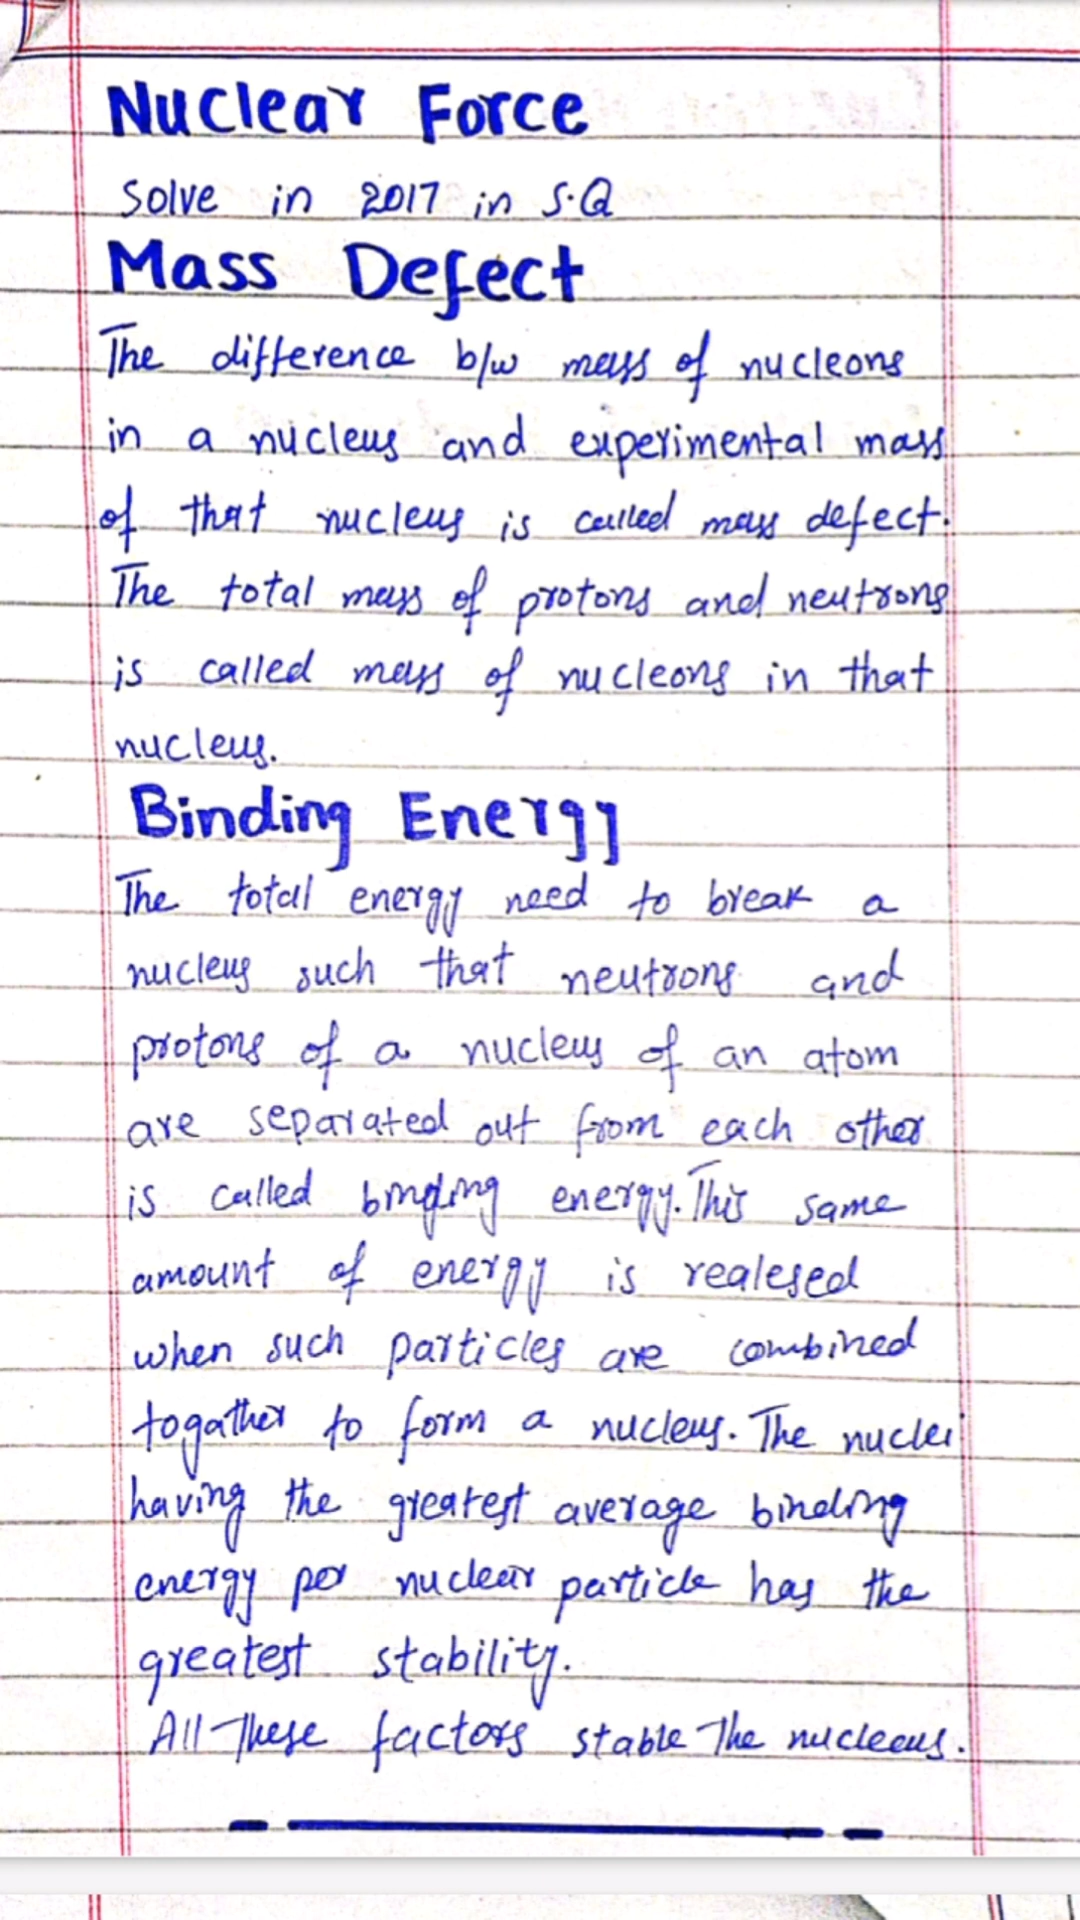 Nuclear Force
Solve in 2017 in S.Q
Mass Defect
The difference b/w mass of nucleons
in a nucleus and experimental mass
of that nucleus is called mass defect.
The total mass of protons and neutrons
is called mass of nucleons in that
nucleus.
Binding Energy
The total energy need to break a
nucleus such that neutrons and
protons of a nucleus of an atom
are separated out from each other
is called binding energy. This same
amount of energy is realesed
when such particles are combined
togather to form a nucleus. The nuclei
having the greatest average binding
energy per nuclear particle has the
greatest stability.
All These factors stable The nucleeus.